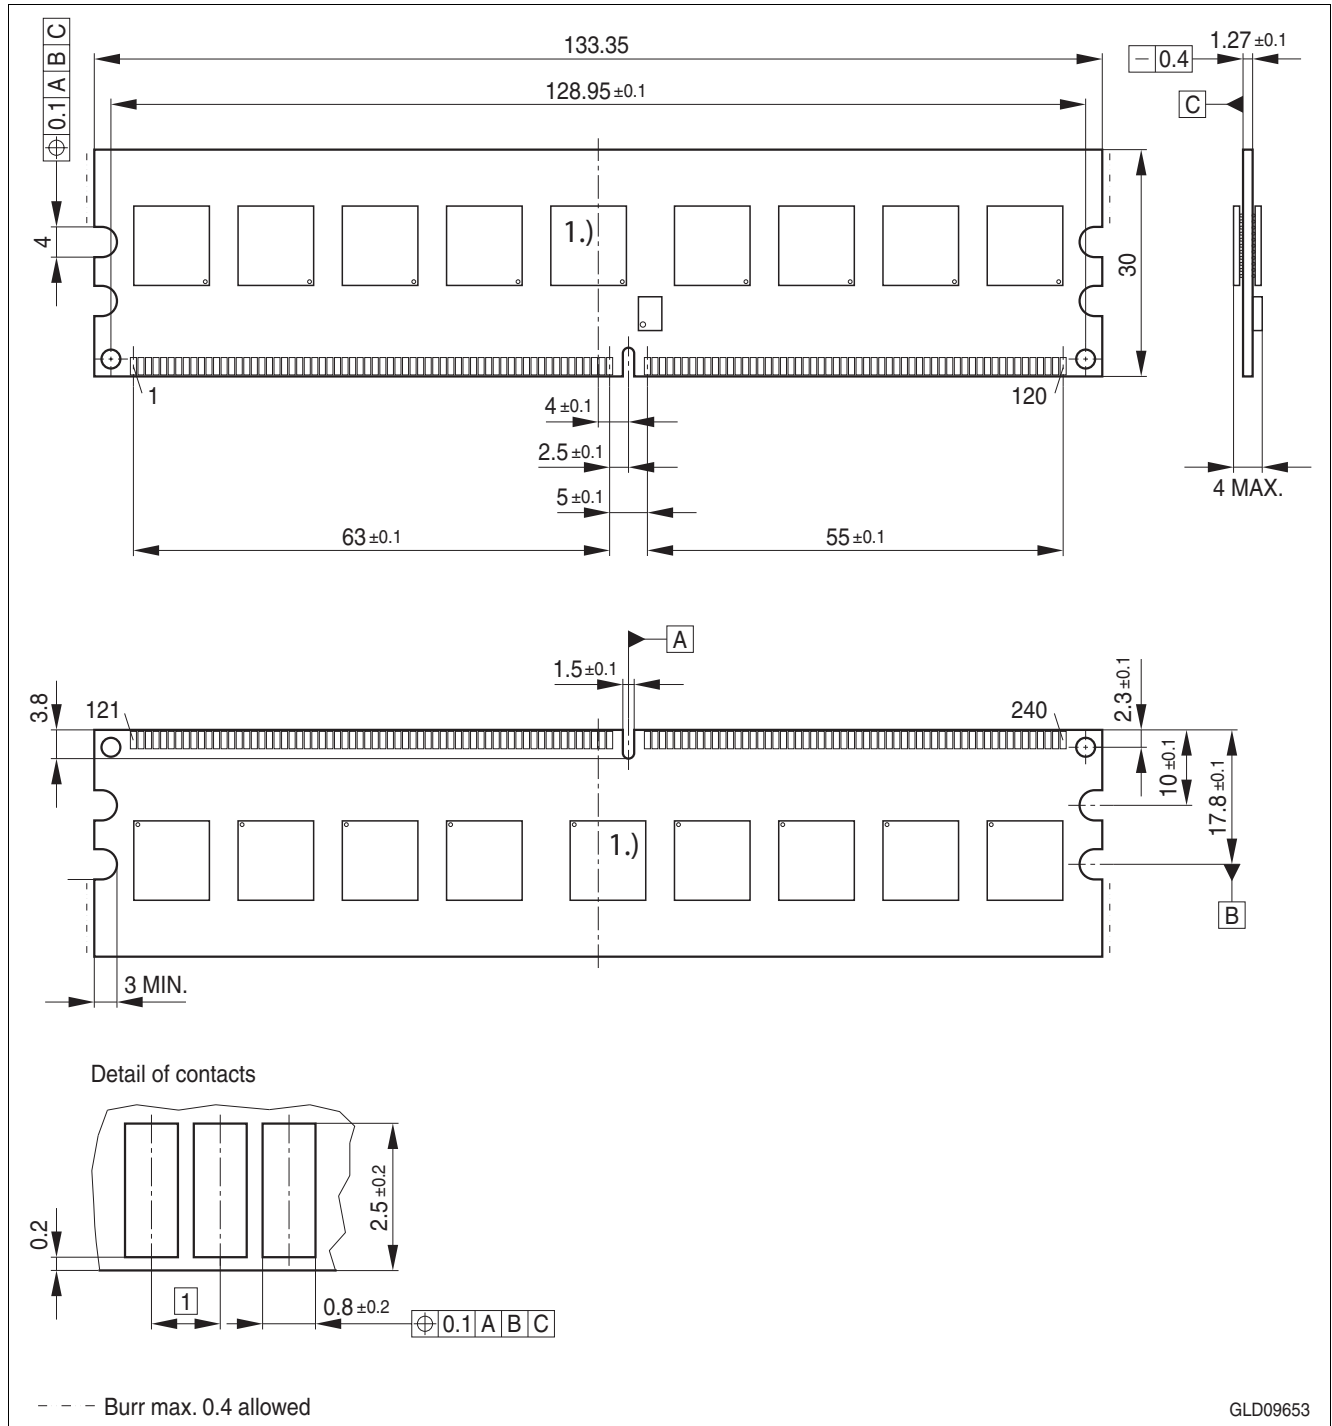 133.35
128.95 ±0.1
0.1 A B C
1.27 ±0.1
0.4
C
4
1.)
30
1
120
4 ±0.1
2.5 ±0.1
5 ±0.1
63 ±0.1
55 ±0.1
4 MAX.
A
1.5 ±0.1
3.8
121
240
2.3 ±0.1
10 ±0.1
17.8 ±0.1
1.)
B
3 MIN.
Detail of contacts
0.2
2.5 ±0.2
1
0.8 ±0.2
0.1 A B C
- - - Burr max. 0.4 allowed
GLD09653